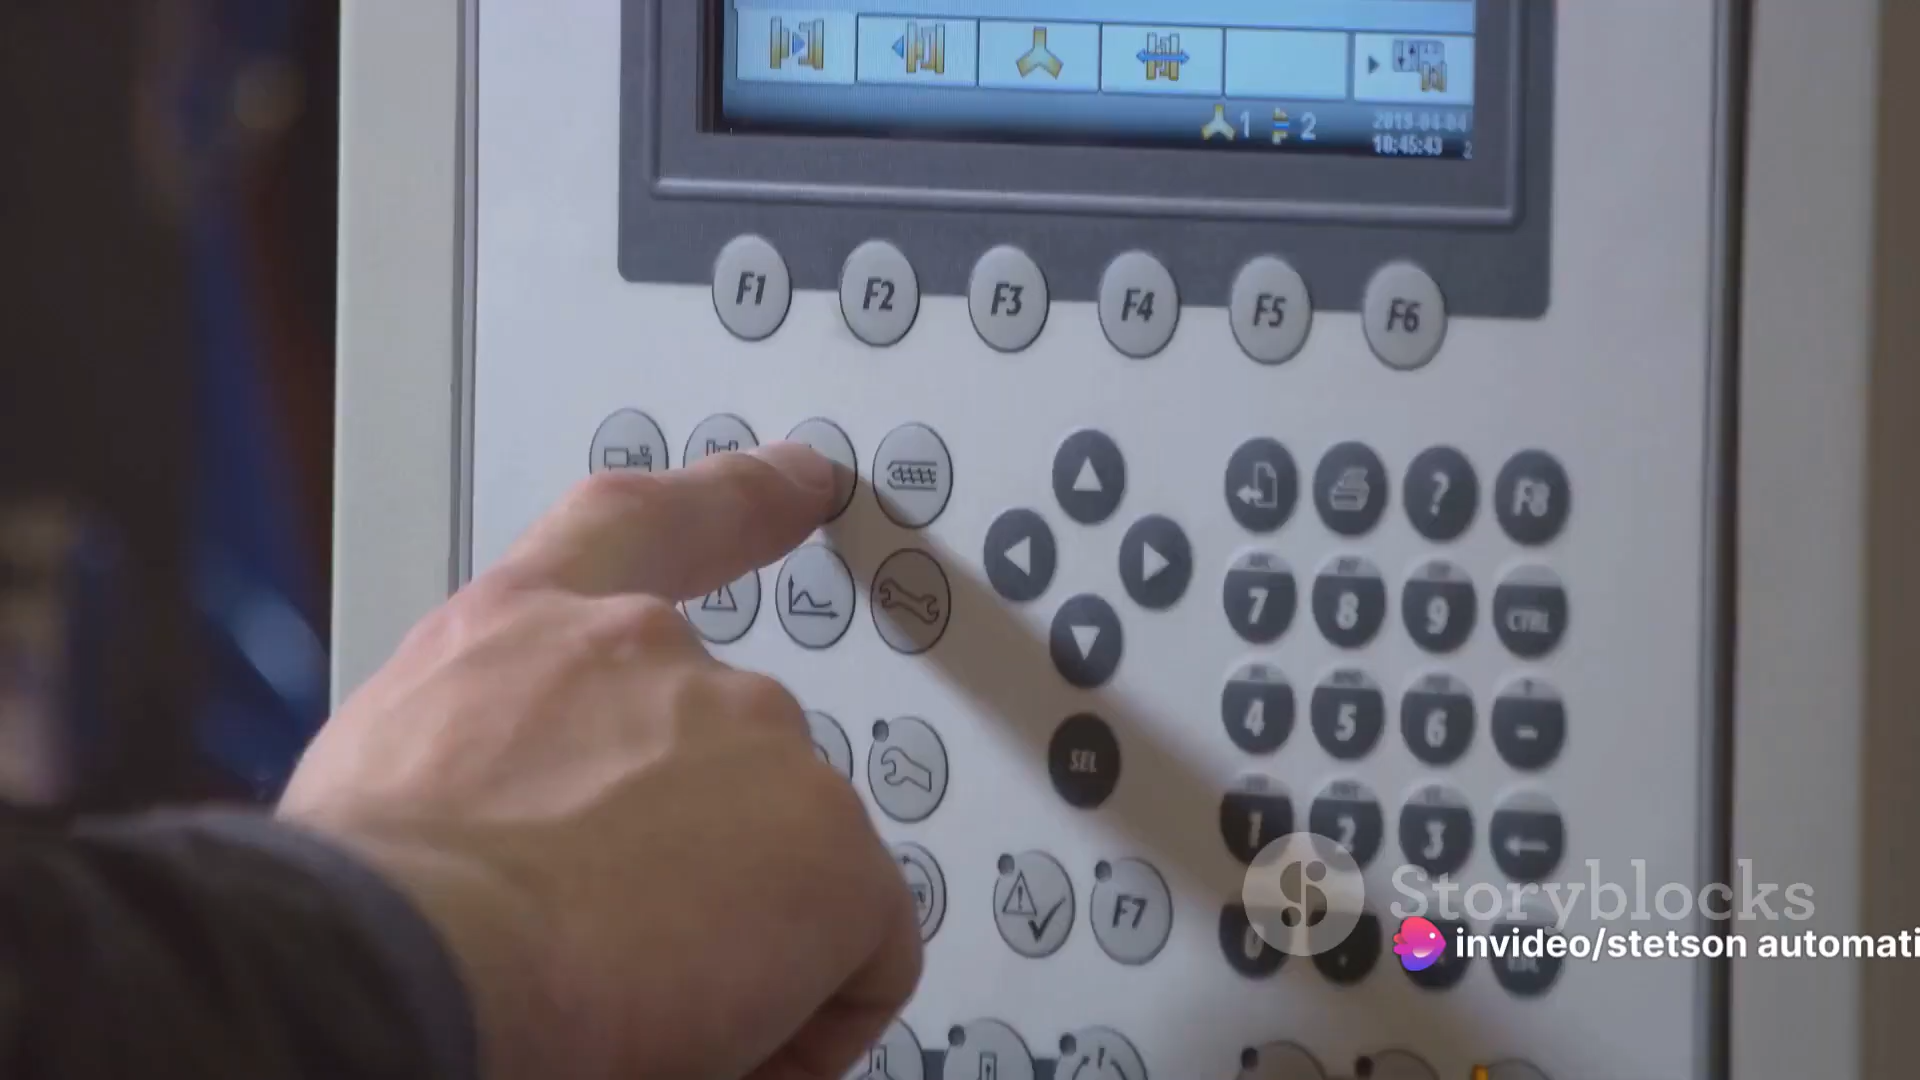 1 2
2019-04-04
10:45:43
F1 F2 F3 F4 F5 F6
? F8
7 8 9 CTRL
4 5 6 -
SEL
1 2 3
F7
0 .
Storyblocks
invideo/stetson automati